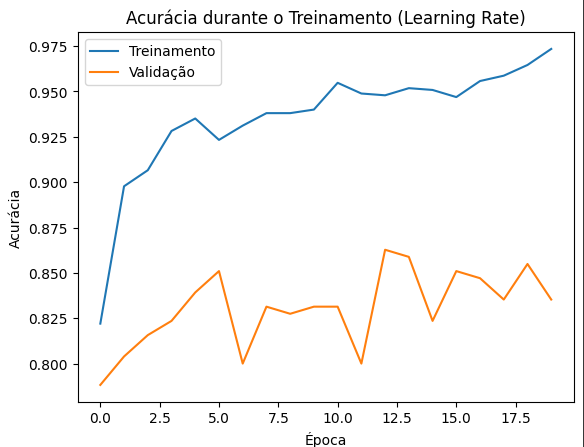 Acurácia durante o Treinamento (Learning Rate)
Treinamento
Validação
0.975
0.950
0.925
0.900
0.875
0.850
0.825
0.800
Acurácia
0.0 2.5 5.0 7.5 10.0 12.5 15.0 17.5
Época